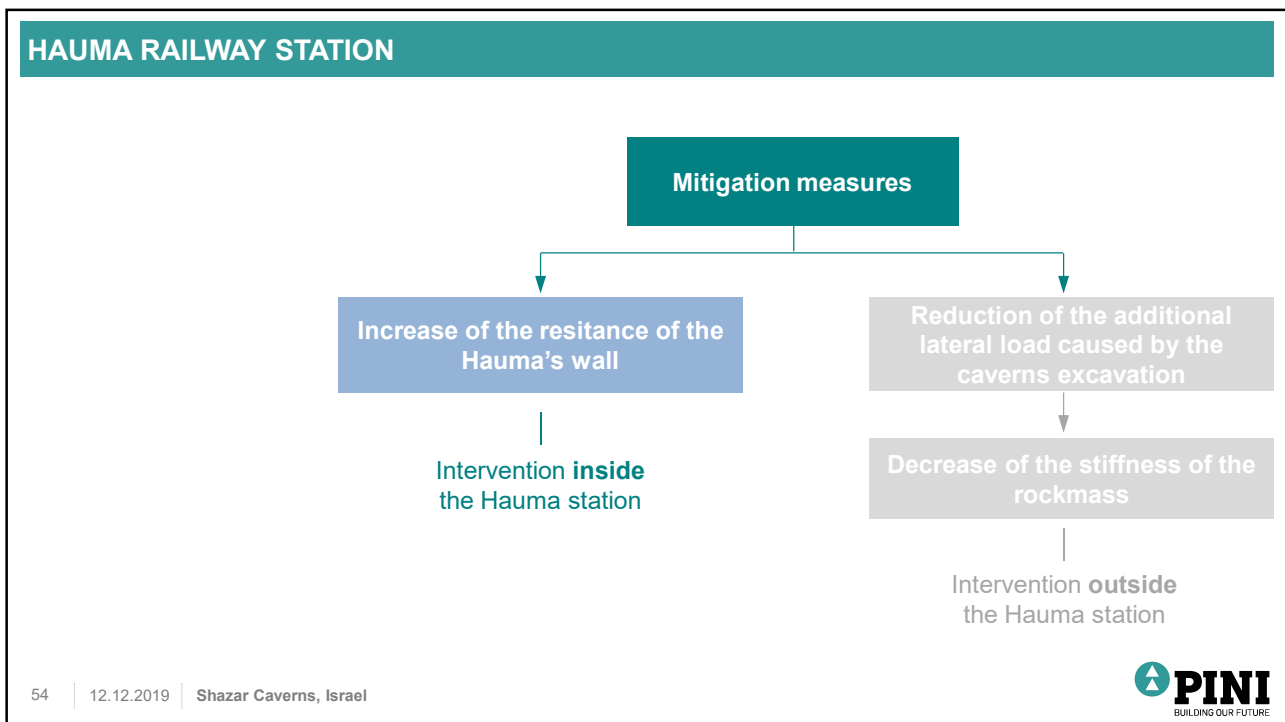 HAUMA RAILWAY STATION
Mitigation measures
Increase of the resitance of the
Hauma’s wall
Intervention inside
the Hauma station
Reduction of the additional
lateral load caused by the
caverns excavation
Decrease of the stiffness of the
rockmass
Intervention outside
the Hauma station
54 12.12.2019 Shazar Caverns, Israel
PINI
BUILDING OUR FUTURE